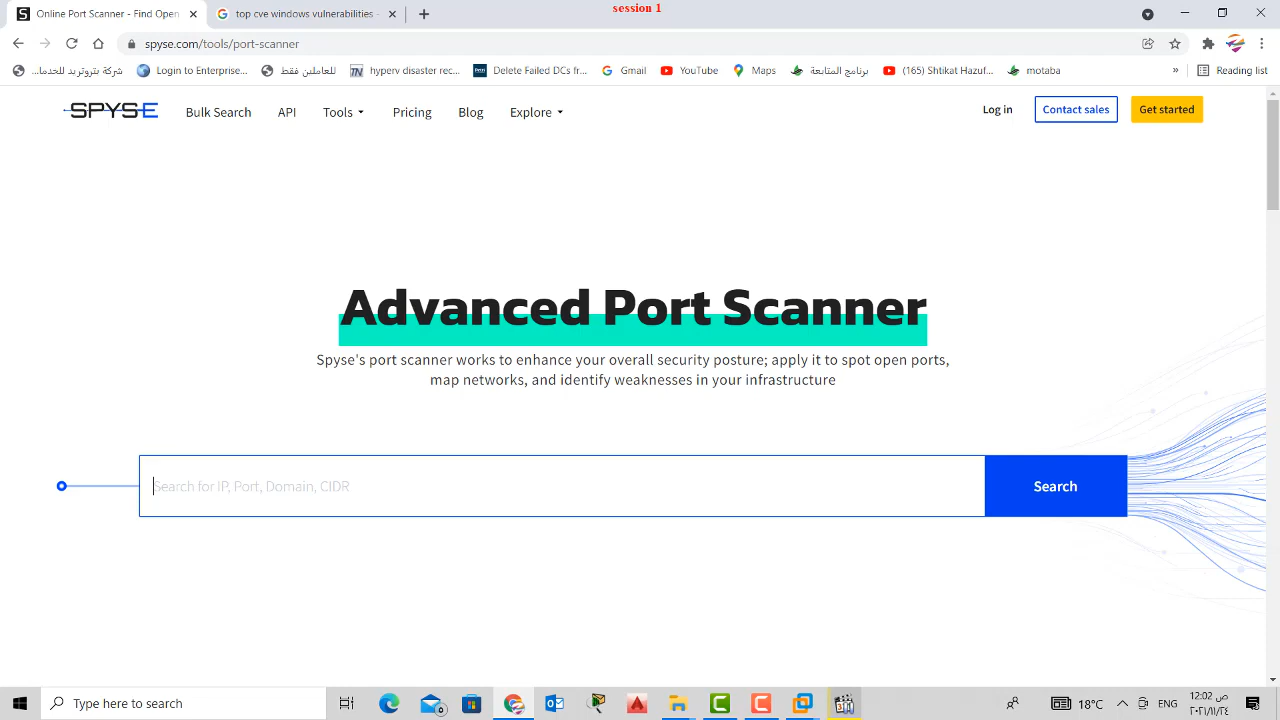 session 1
Online Port Scanner - Find Open
top cve windows vulnerabilities -
spyse.com/tools/port-scanner
شركة بتروتريد للخدما...
Login to Enterprise...
للعاملين فقط
hyperv disaster rec...
Delete Failed DCs fr...
Gmail
YouTube
Maps
برنامج المتابعة
(165) Shtikat Hazuf...
motaba
»
Reading list
SPYSE
Bulk Search
API
Tools
Pricing
Blog
Explore
Log in
Contact sales
Get started
Advanced Port Scanner
Spyse's port scanner works to enhance your overall security posture; apply it to spot open ports,
map networks, and identify weaknesses in your infrastructure
Search for IP, Port, Domain, CIDR
Search
Type here to search
18°C
ENG
12:02 ص